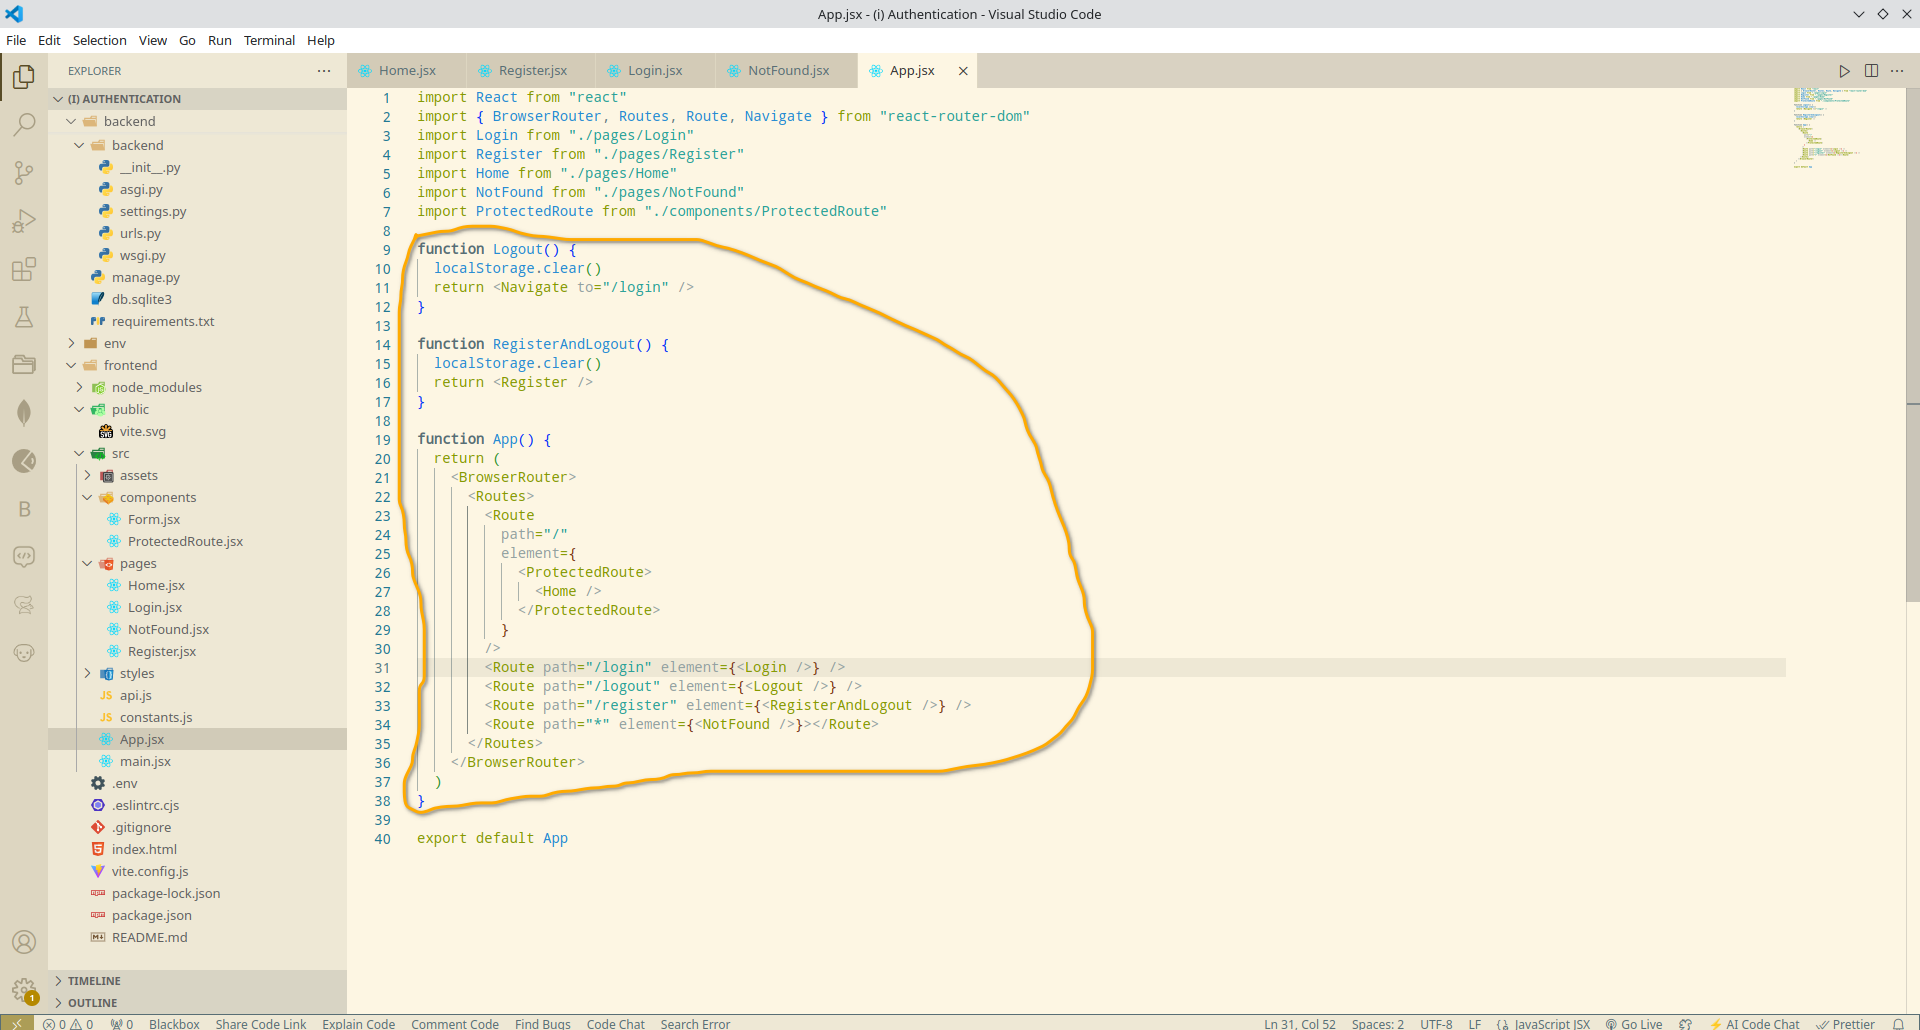 App.jsx - (i) Authentication - Visual Studio Code
File Edit Selection View Go Run Terminal Help
EXPLORER
(I) AUTHENTICATION
backend
backend
__init__.py
asgi.py
settings.py
urls.py
wsgi.py
manage.py
db.sqlite3
requirements.txt
env
frontend
node_modules
public
vite.svg
src
assets
components
Form.jsx
ProtectedRoute.jsx
pages
Home.jsx
Login.jsx
NotFound.jsx
Register.jsx
styles
JS api.js
JS constants.js
App.jsx
main.jsx
.env
.eslintrc.cjs
.gitignore
index.html
vite.config.js
package-lock.json
package.json
README.md
TIMELINE
OUTLINE
B
1
Home.jsx Register.jsx Login.jsx NotFound.jsx App.jsx
1 import React from "react"
2 import { BrowserRouter, Routes, Route, Navigate } from "react-router-dom"
3 import Login from "./pages/Login"
4 import Register from "./pages/Register"
5 import Home from "./pages/Home"
6 import NotFound from "./pages/NotFound"
7 import ProtectedRoute from "./components/ProtectedRoute"
8
9 function Logout() {
10   localStorage.clear()
11   return <Navigate to="/login" />
12 }
13
14 function RegisterAndLogout() {
15   localStorage.clear()
16   return <Register />
17 }
18
19 function App() {
20   return (
21     <BrowserRouter>
22       <Routes>
23         <Route
24           path="/"
25           element={
26             <ProtectedRoute>
27               <Home />
28             </ProtectedRoute>
29           }
30         />
31         <Route path="/login" element={<Login />} />
32         <Route path="/logout" element={<Logout />} />
33         <Route path="/register" element={<RegisterAndLogout />} />
34         <Route path="*" element={<NotFound />}></Route>
35       </Routes>
36     </BrowserRouter>
37   )
38 }
39
40 export default App
0 0 0 Blackbox Share Code Link Explain Code Comment Code Find Bugs Code Chat Search Error Ln 31, Col 52 Spaces: 2 UTF-8 LF {} JavaScript JSX Go Live AI Code Chat Prettier